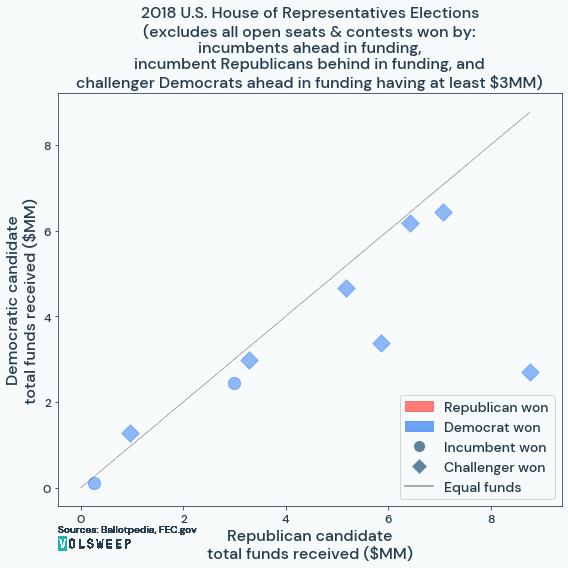 2018 U.S. House of Representatives Elections
(excludes all open seats & contests won by:
incumbents ahead in funding,
incumbent Republicans behind in funding, and
challenger Democrats ahead in funding having at least $3MM)
Democratic candidate
total funds received ($MM)
8
6
4
2
0
Republican won
Democrat won
Incumbent won
Challenger won
Equal funds
0 2 4 6 8
Sources: Ballotpedia, FEC.gov
VOLSWEEP
Republican candidate
total funds received ($MM)